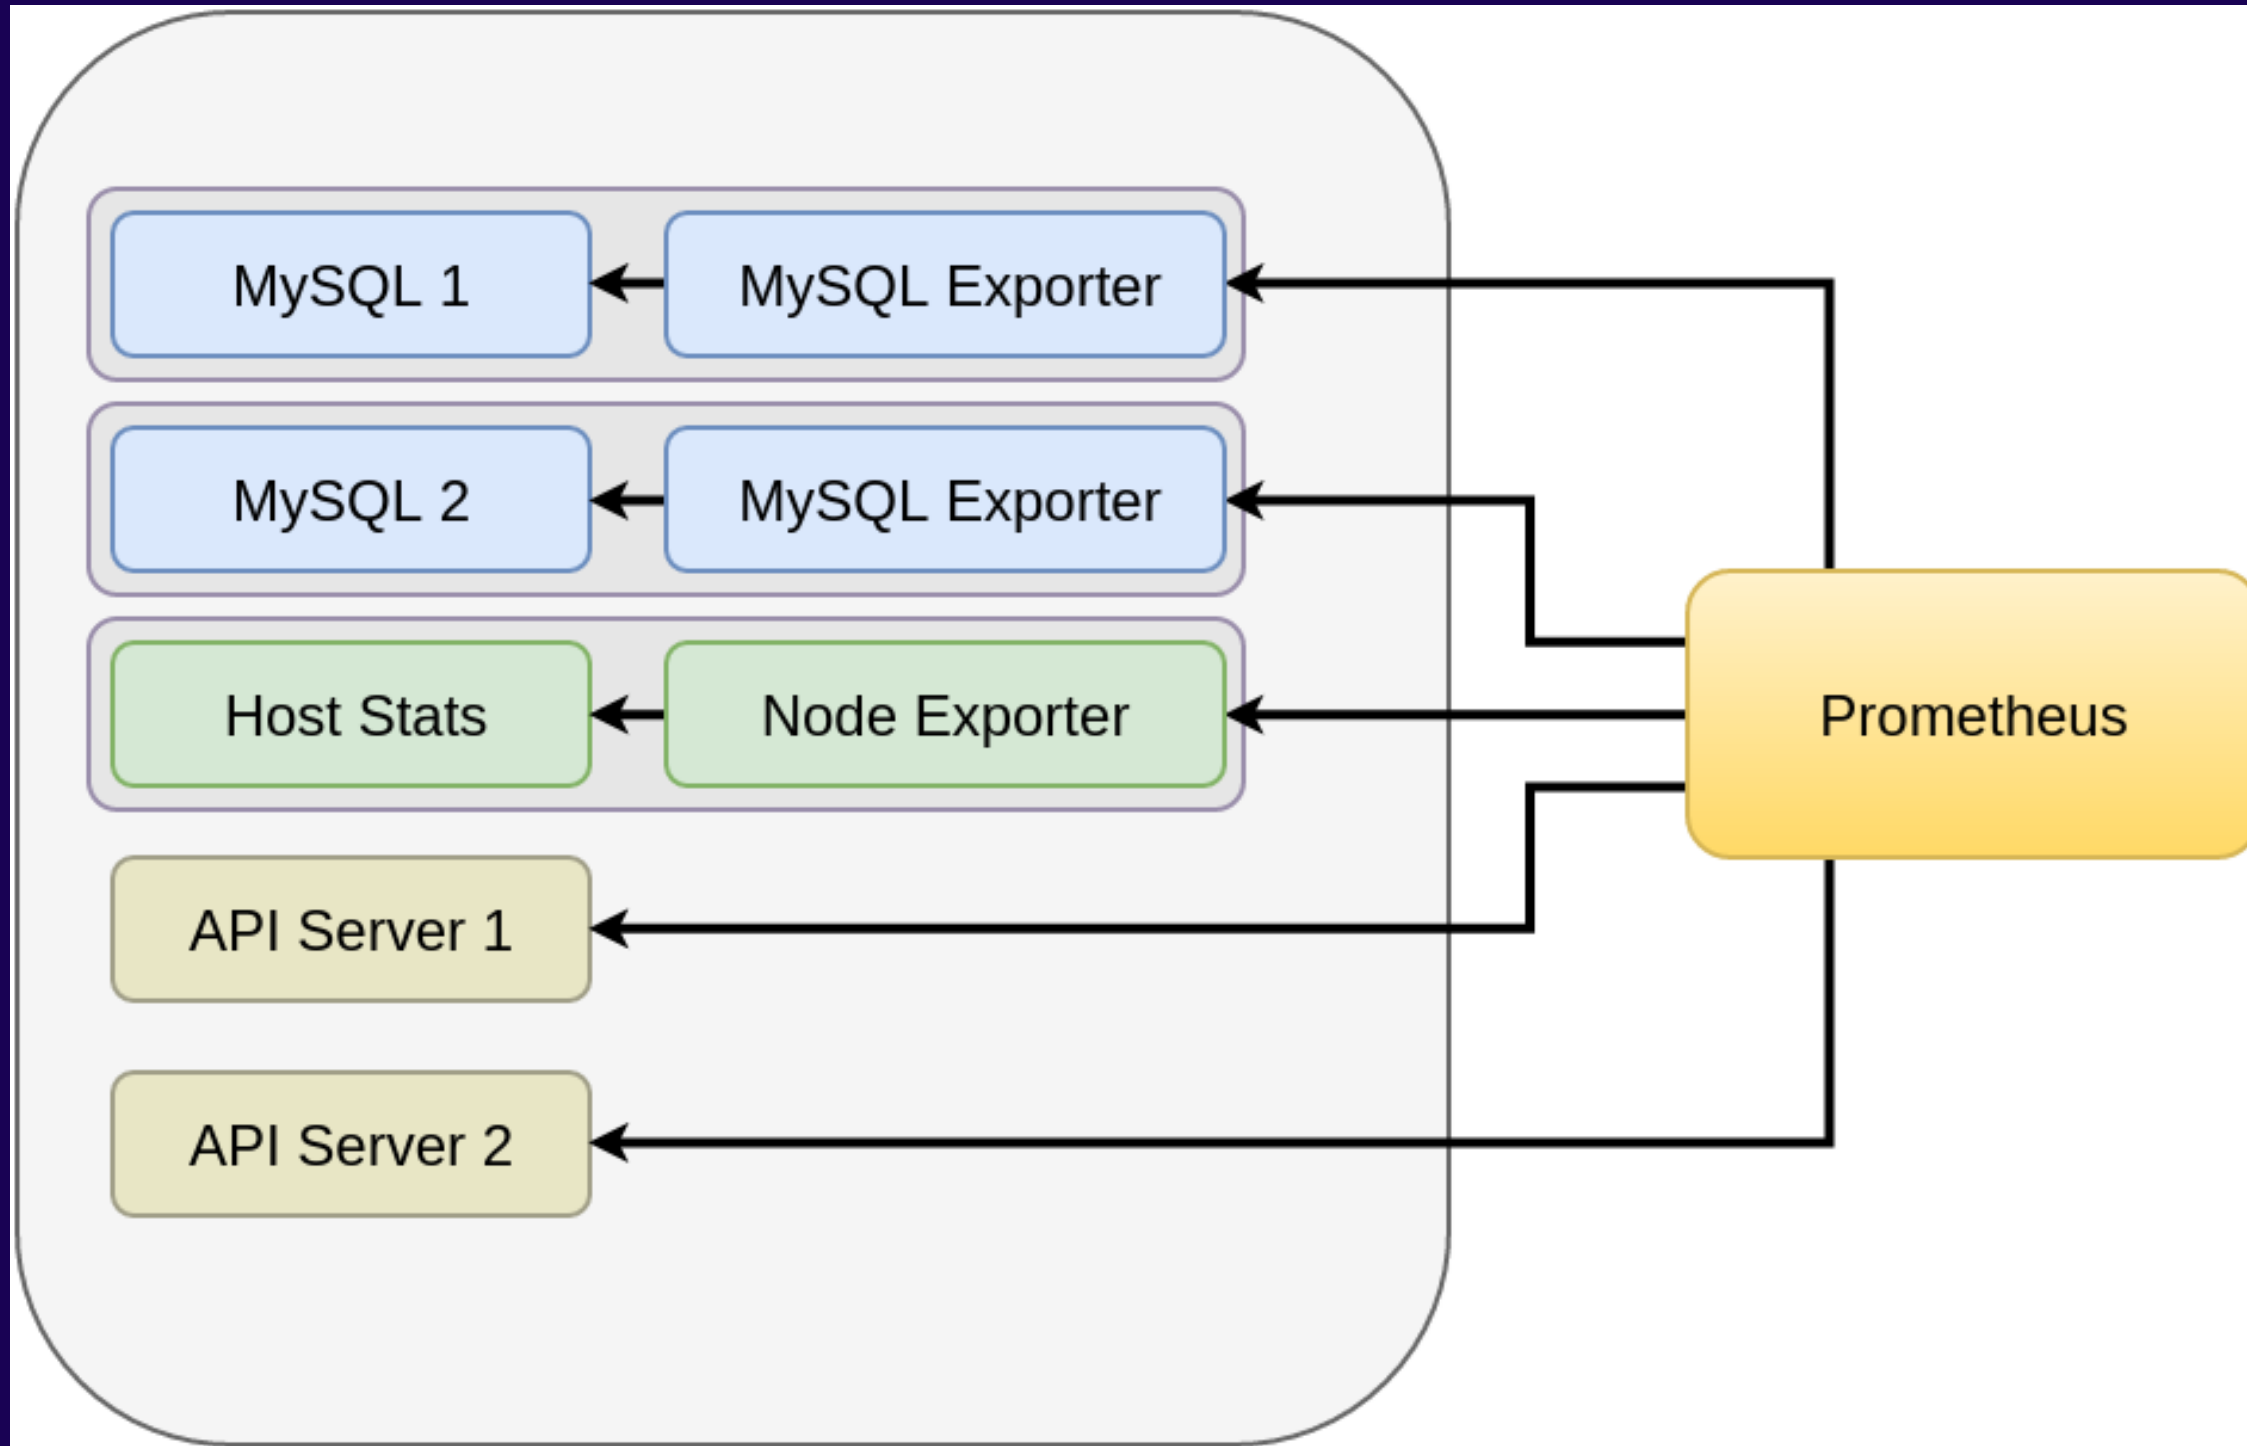 MySQL 1
MySQL Exporter
MySQL 2
MySQL Exporter
Host Stats
Node Exporter
Prometheus
API Server 1
API Server 2